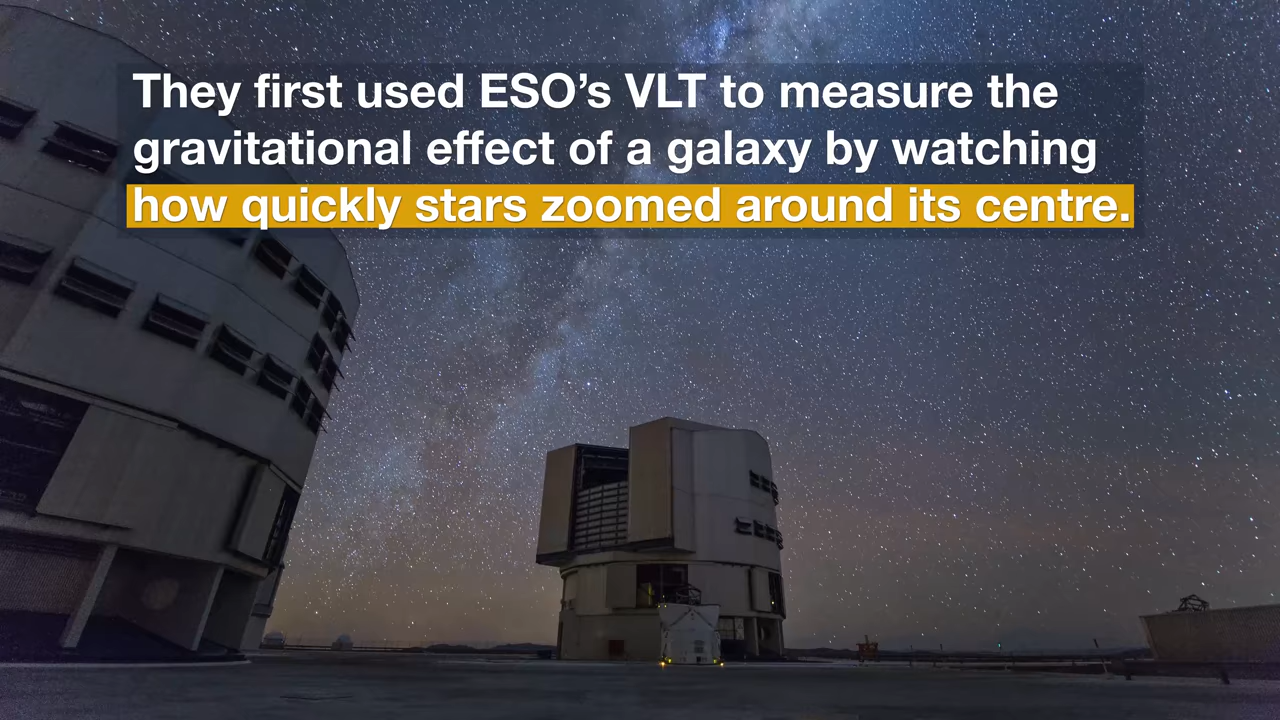 They first used ESO’s VLT to measure the
gravitational effect of a galaxy by watching
how quickly stars zoomed around its centre.